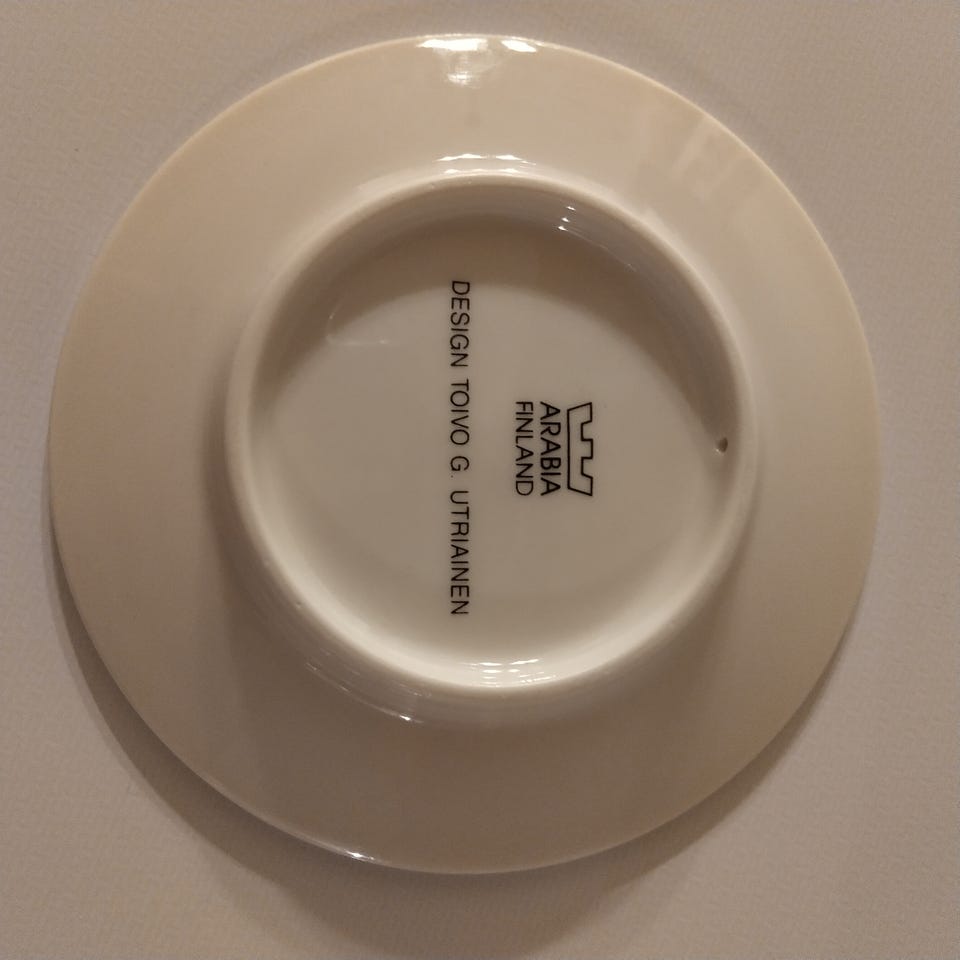 ARABIA
FINLAND
DESIGN TOIVO G. UTRIAINEN